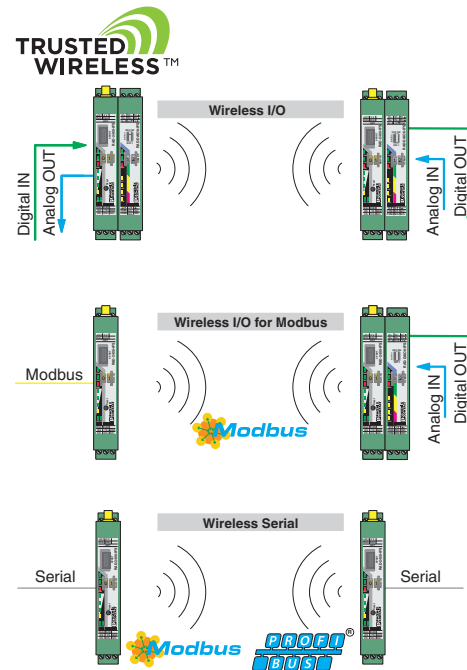 TRUSTED
WIRELESS™
Wireless I/O
Digital IN
Analog OUT
Analog IN
Digital OUT
Wireless I/O for Modbus
Modbus
Analog IN
Digital OUT
Modbus
Wireless Serial
Serial
Serial
Modbus
PROFI®
BUS